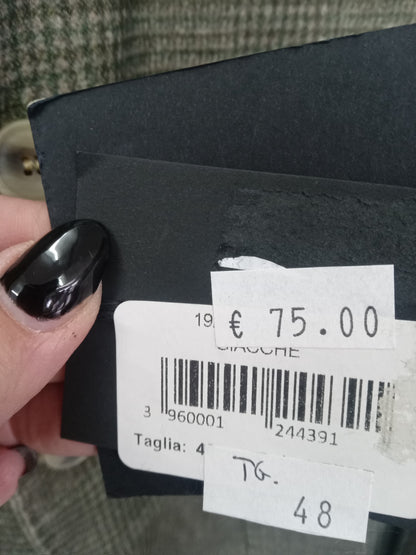 19
€ 75.00
GIACCHE
3 960001 244391
Taglia: 4
TG.
48